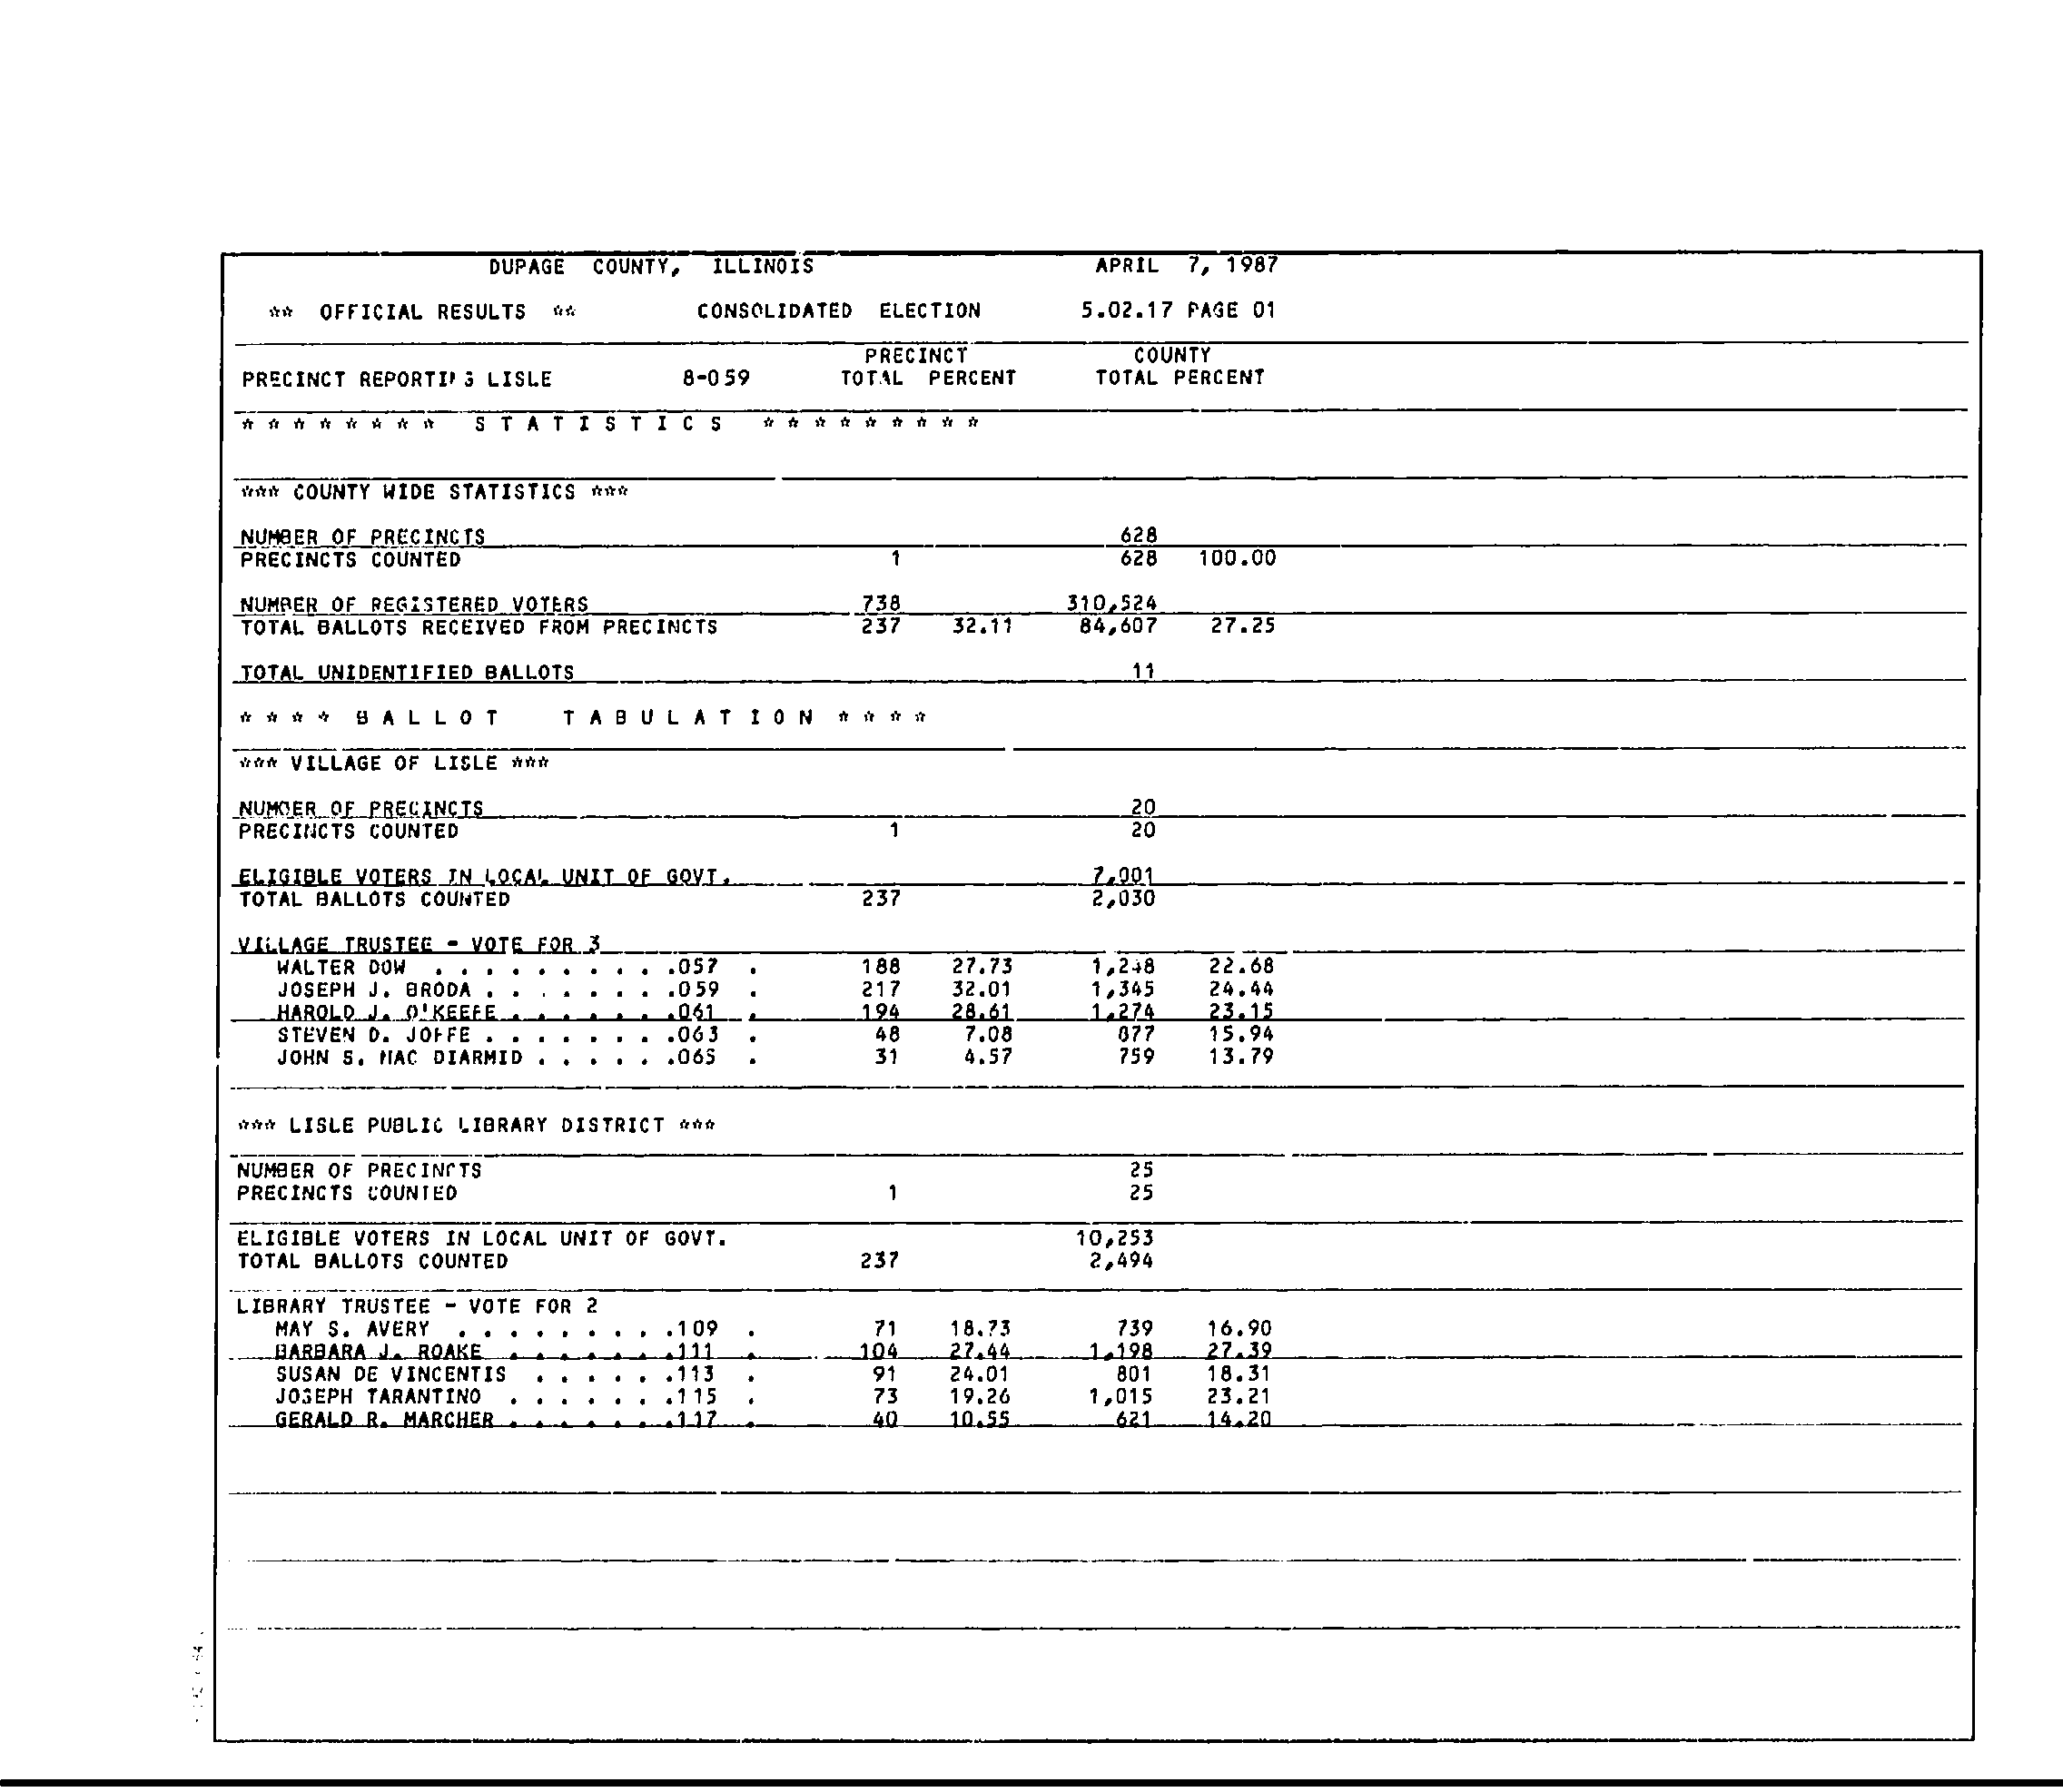 DUPAGE COUNTY, ILLINOIS APRIL 7, 1987
** OFFICIAL RESULTS ** CONSOLIDATED ELECTION 5.02.17 PAGE 01
PRECINCT COUNTY
PRECINCT REPORTING LISLE 8-059 TOTAL PERCENT TOTAL PERCENT
* * * * * * * * S T A T I S T I C S * * * * * * * * *
*** COUNTY WIDE STATISTICS ***
NUMBER OF PRECINCTS 628
PRECINCTS COUNTED 1 628 100.00
NUMBER OF REGISTERED VOTERS 738 310,524
TOTAL BALLOTS RECEIVED FROM PRECINCTS 237 32.11 84,607 27.25
TOTAL UNIDENTIFIED BALLOTS 11
* * * * B A L L O T T A B U L A T I O N * * * *
*** VILLAGE OF LISLE ***
NUMBER OF PRECINCTS 20
PRECINCTS COUNTED 1 20
ELIGIBLE VOTERS IN LOCAL UNIT OF GOVT. 7,001
TOTAL BALLOTS COUNTED 237 2,030
VILLAGE TRUSTEE - VOTE FOR 3
WALTER DOW . . . . . . . . . .057 . 188 27.73 1,248 22.68
JOSEPH J. BRODA . . . . . . . .059 . 217 32.01 1,345 24.44
HAROLD J. O'KEEFE . . . . . . .061 . 194 28.61 1,274 23.15
STEVEN D. JOFFE . . . . . . . .063 . 48 7.08 877 15.94
JOHN S. MAC DIARMID . . . . . .065 . 31 4.57 759 13.79
*** LISLE PUBLIC LIBRARY DISTRICT ***
NUMBER OF PRECINCTS 25
PRECINCTS COUNTED 1 25
ELIGIBLE VOTERS IN LOCAL UNIT OF GOVT. 10,253
TOTAL BALLOTS COUNTED 237 2,494
LIBRARY TRUSTEE - VOTE FOR 2
MAY S. AVERY . . . . . . . . .109 . 71 18.73 739 16.90
BARBARA J. ROAKE . . . . . . .111 . 104 27.44 1,198 27.39
SUSAN DE VINCENTIS . . . . . .113 . 91 24.01 801 18.31
JOSEPH TARANTINO . . . . . . .115 . 73 19.26 1,015 23.21
GERALD R. MARCHER . . . . . . .117 . 40 10.55 621 14.20